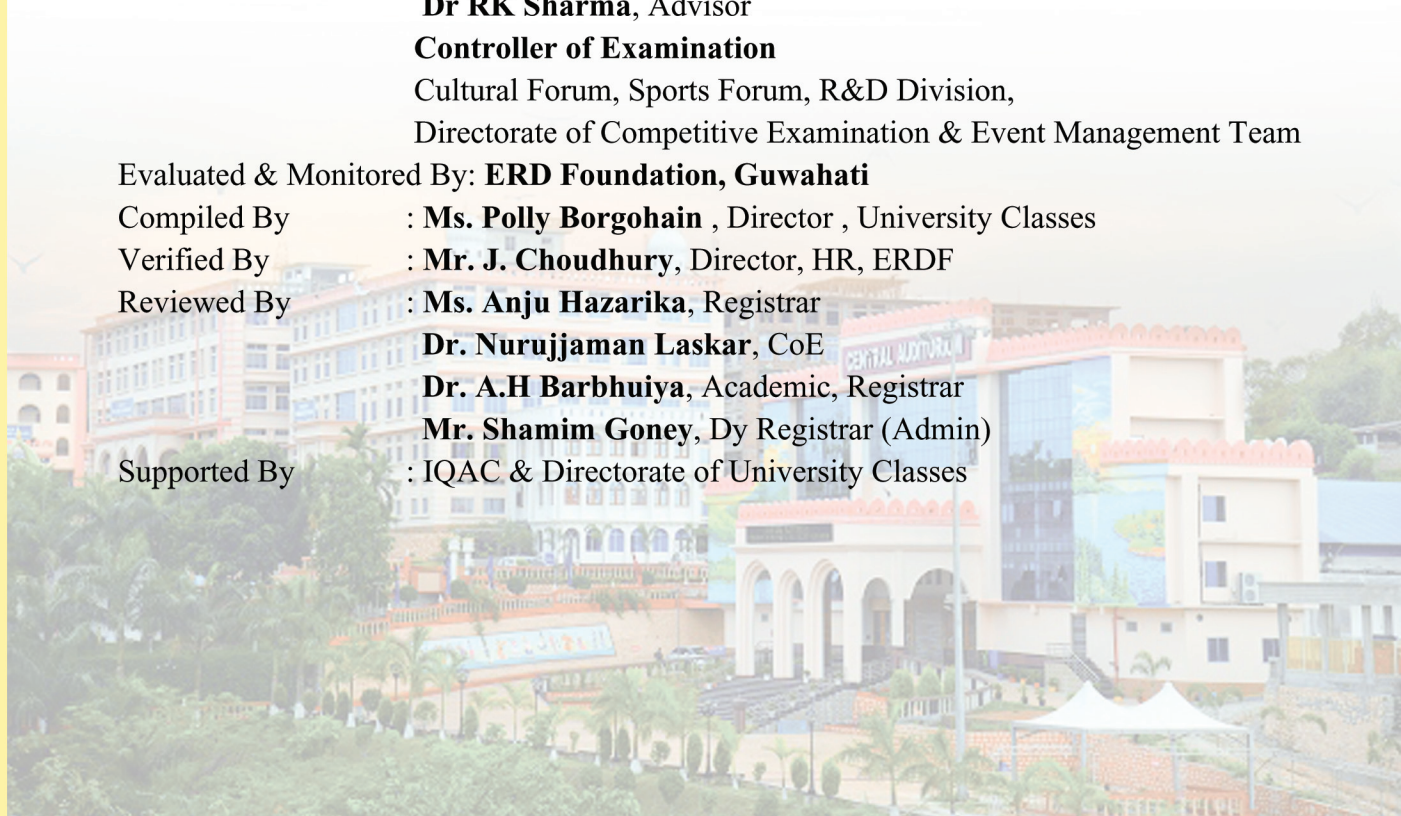 Dr RK Sharma, Advisor
Controller of Examination
Cultural Forum, Sports Forum, R&D Division,
Directorate of Competitive Examination & Event Management Team
Evaluated & Monitored By: ERD Foundation, Guwahati
Compiled By : Ms. Polly Borgohain , Director , University Classes
Verified By : Mr. J. Choudhury, Director, HR, ERDF
Reviewed By : Ms. Anju Hazarika, Registrar
Dr. Nurujjaman Laskar, CoE
CENTRAL AUDITORIUM
Dr. A.H Barbhuiya, Academic, Registrar
Mr. Shamim Goney, Dy Registrar (Admin)
Supported By : IQAC & Directorate of University Classes